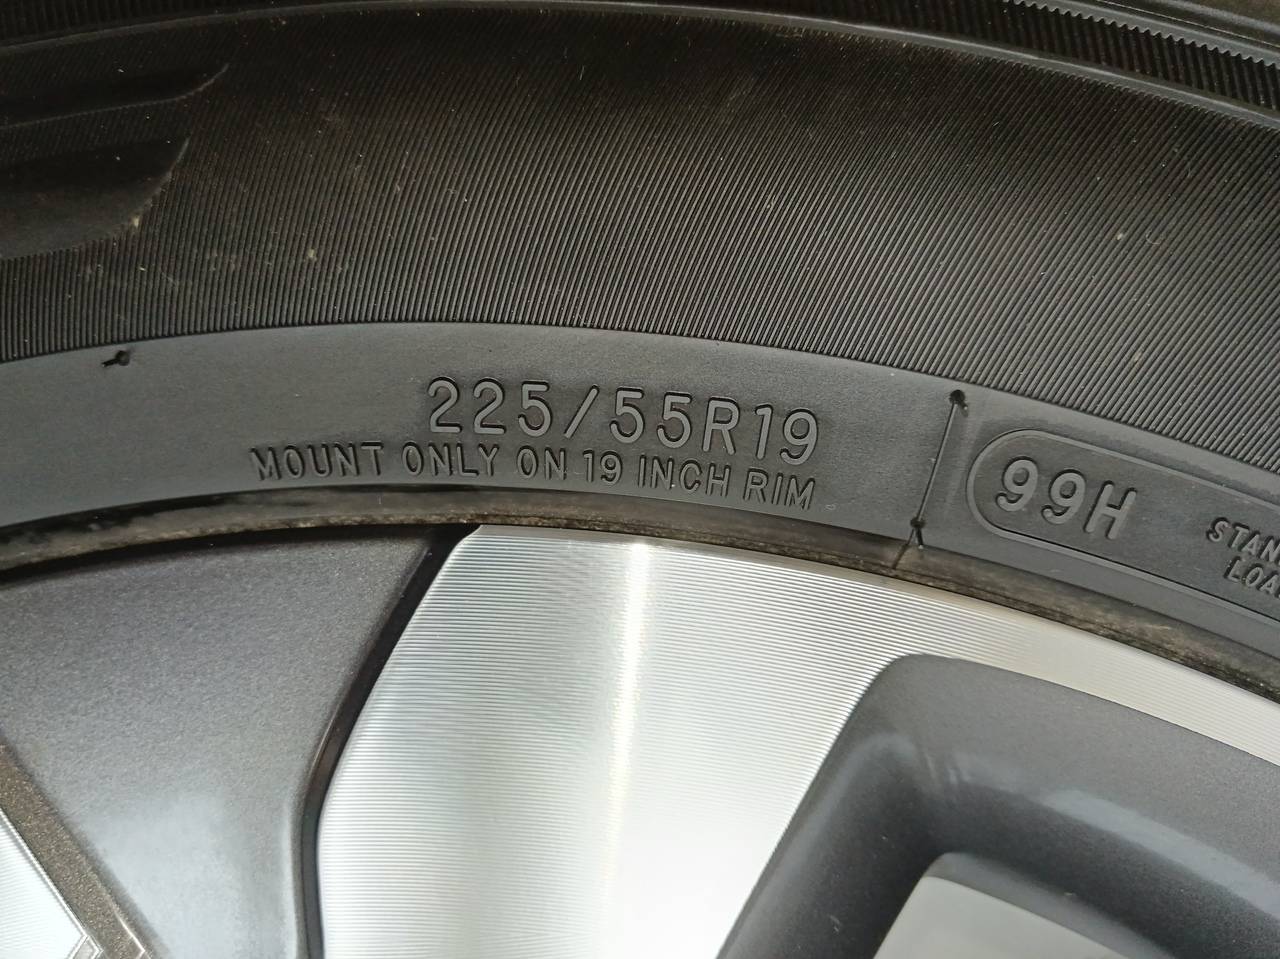 225/55R19
MOUNT ONLY ON 19 INCH RIM
99H